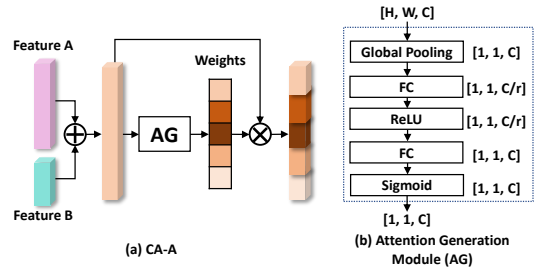 Feature A
Feature B
AG
Weights
(a) CA-A
[H, W, C]
Global Pooling [1, 1, C]
FC [1, 1, C/r]
ReLU [1, 1, C/r]
FC [1, 1, C]
Sigmoid [1, 1, C]
[1, 1, C]
(b) Attention Generation
Module (AG)